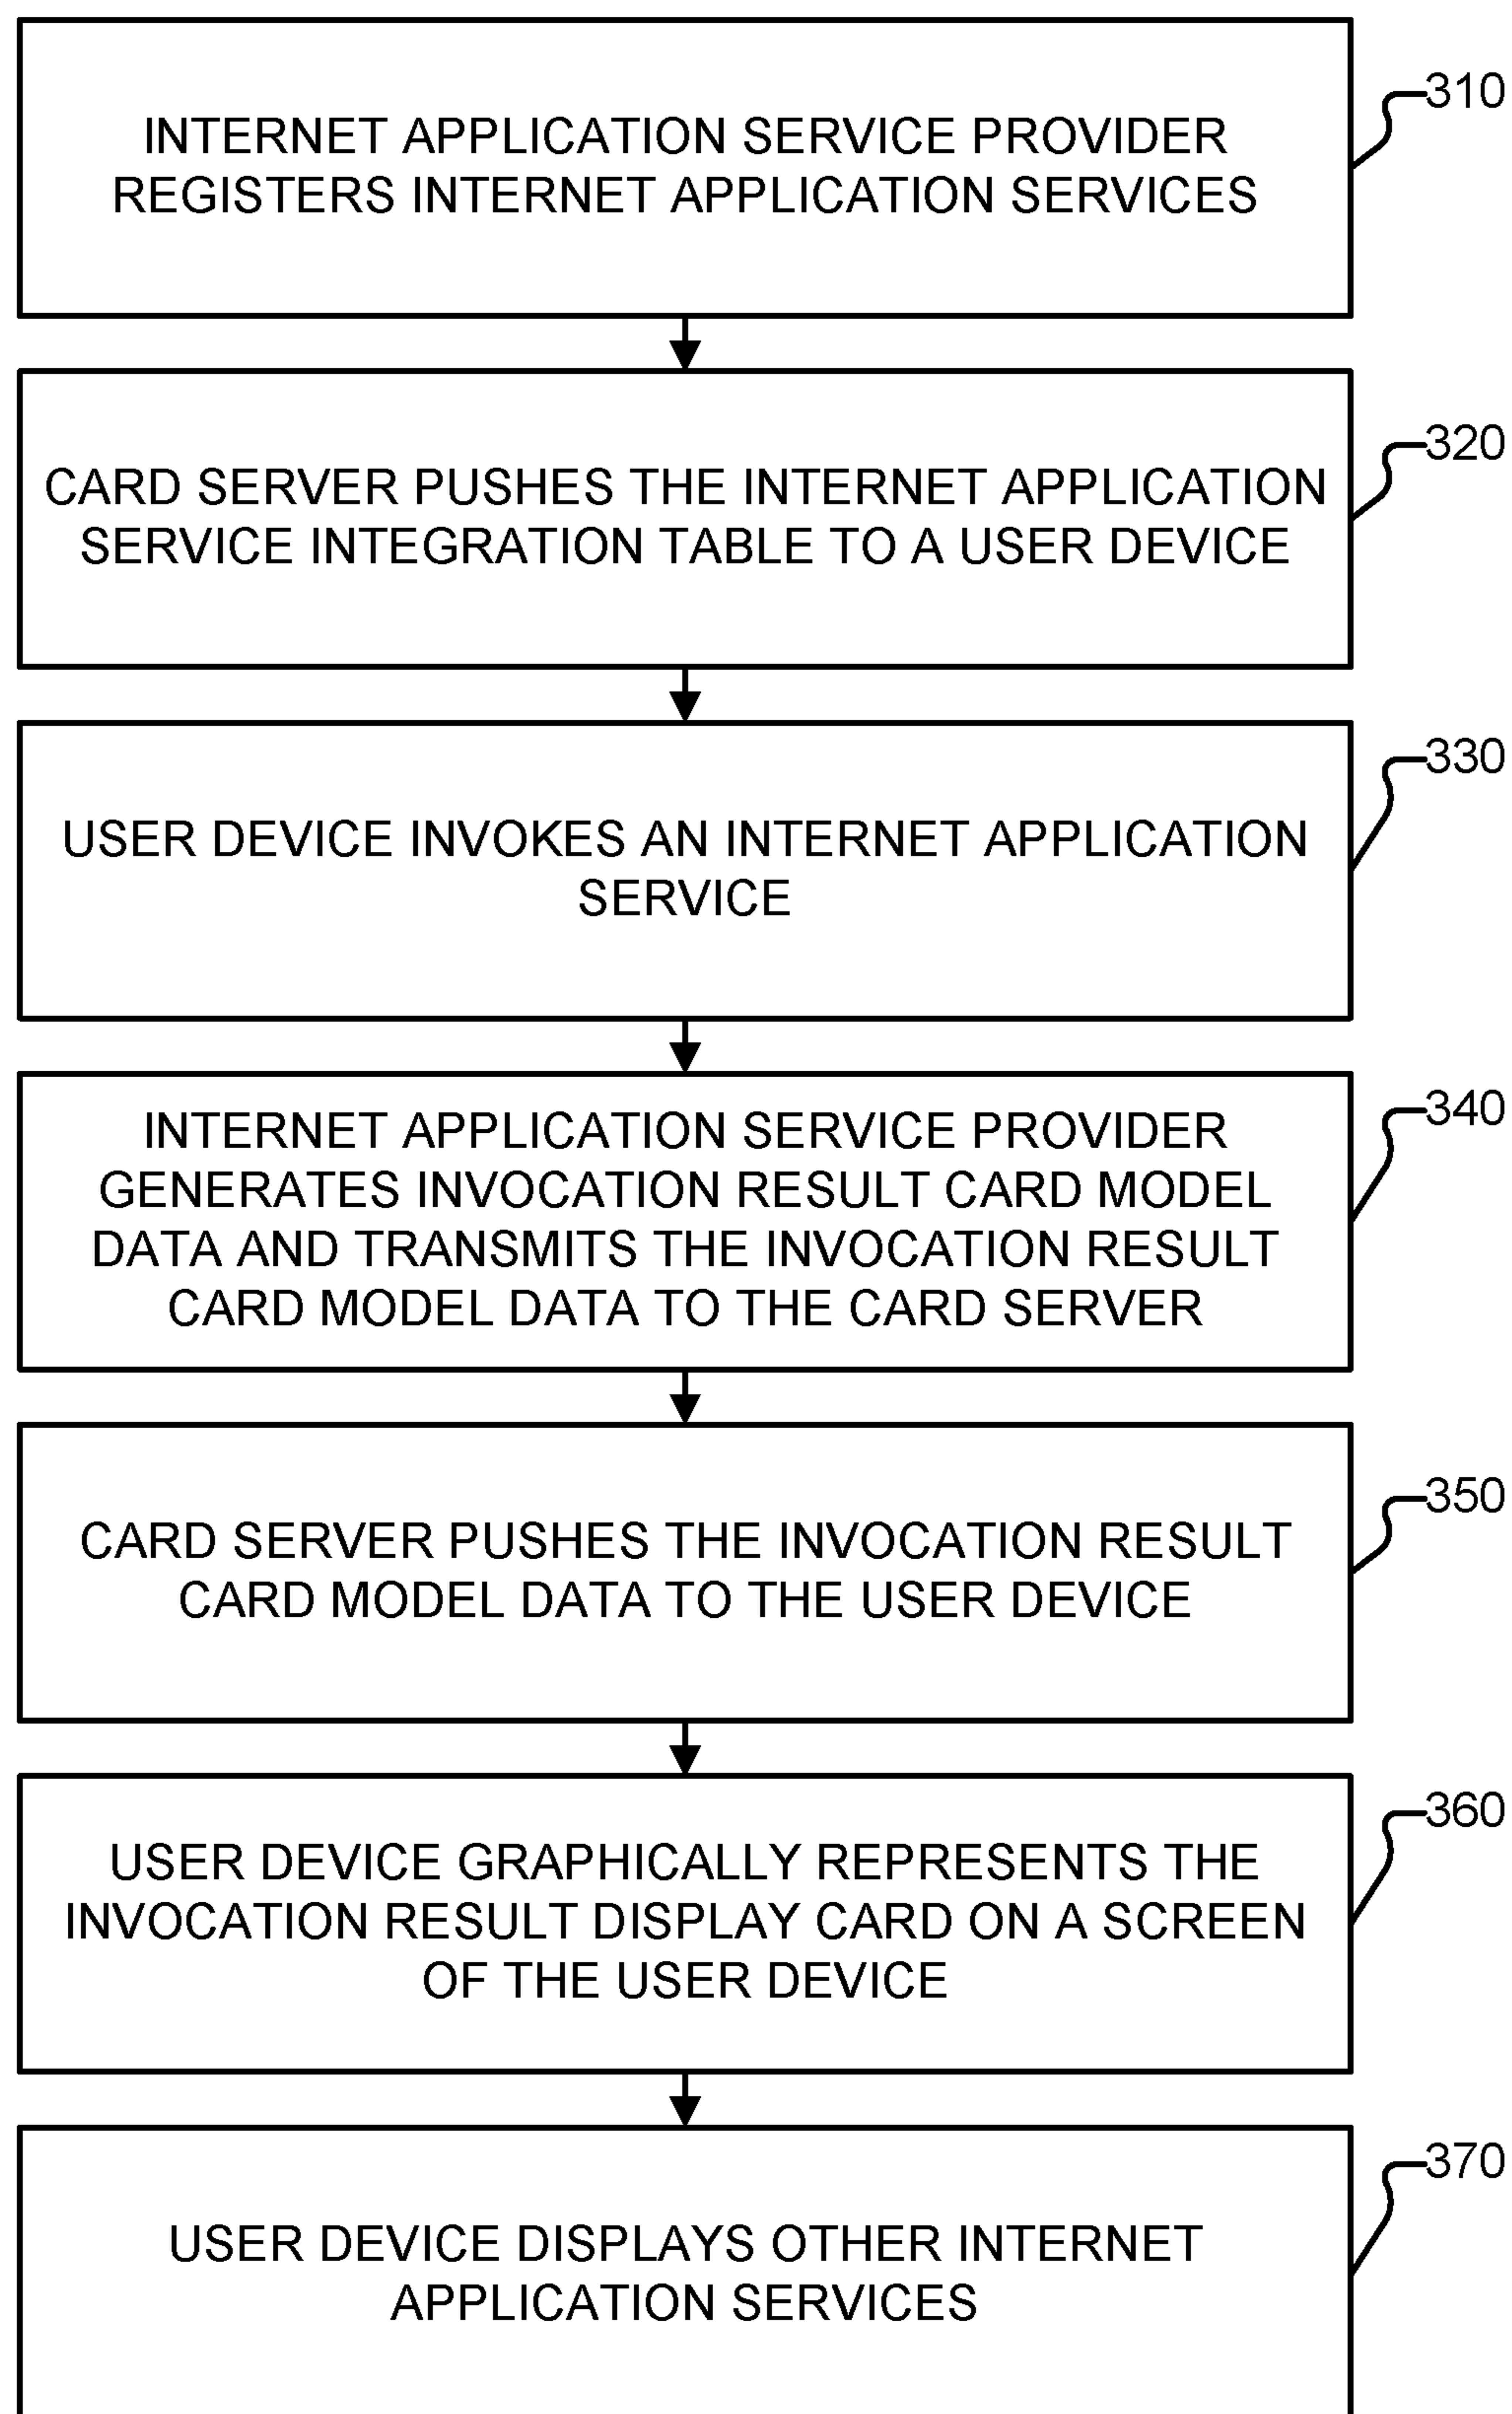 INTERNET APPLICATION SERVICE PROVIDER
REGISTERS INTERNET APPLICATION SERVICES
310
CARD SERVER PUSHES THE INTERNET APPLICATION
SERVICE INTEGRATION TABLE TO A USER DEVICE
320
USER DEVICE INVOKES AN INTERNET APPLICATION
SERVICE
330
INTERNET APPLICATION SERVICE PROVIDER
GENERATES INVOCATION RESULT CARD MODEL
DATA AND TRANSMITS THE INVOCATION RESULT
CARD MODEL DATA TO THE CARD SERVER
340
CARD SERVER PUSHES THE INVOCATION RESULT
CARD MODEL DATA TO THE USER DEVICE
350
USER DEVICE GRAPHICALLY REPRESENTS THE
INVOCATION RESULT DISPLAY CARD ON A SCREEN
OF THE USER DEVICE
360
USER DEVICE DISPLAYS OTHER INTERNET
APPLICATION SERVICES
370